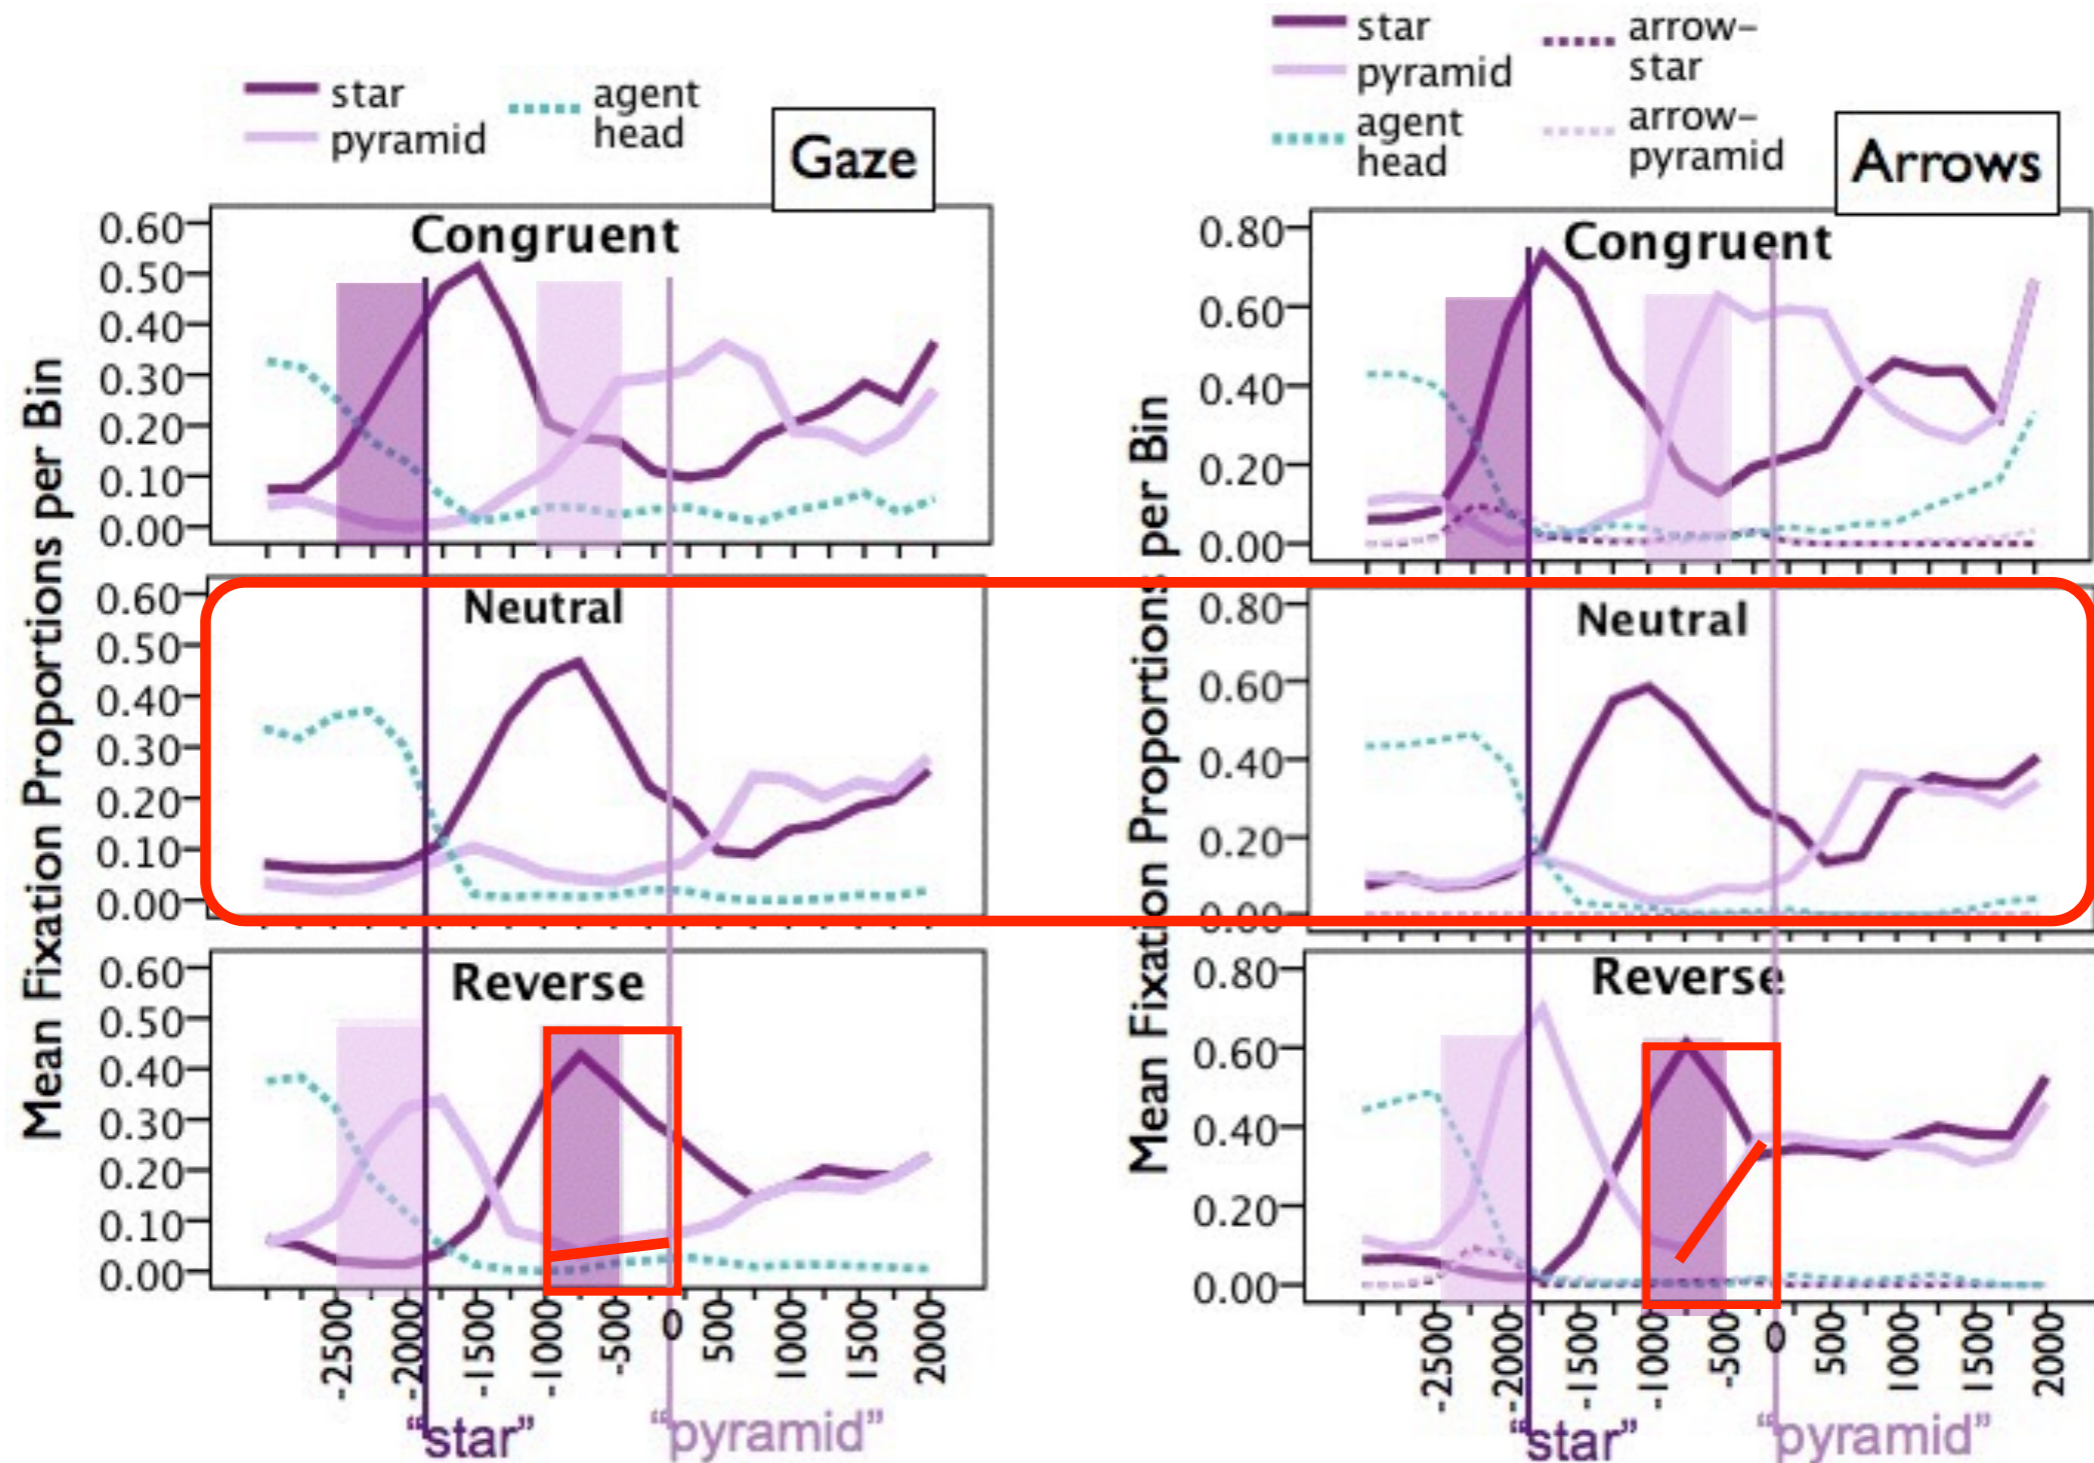 star
pyramid
agent
head
Gaze
star
pyramid
agent
head
arrow-
star
arrow-
pyramid
Arrows
Mean Fixation Proportions per Bin
Congruent
0.60
0.50
0.40
0.30
0.20
0.10
0.00
Neutral
0.60
0.50
0.40
0.30
0.20
0.10
0.00
Reverse
0.60
0.50
0.40
0.30
0.20
0.10
0.00
-2500
-2000
-1500
-1000
-500
0
500
1000
1500
2000
"star"
"pyramid"
Mean Fixation Proportions per Bin
Congruent
0.80
0.60
0.40
0.20
0.00
Neutral
0.80
0.60
0.40
0.20
0.00
Reverse
0.80
0.60
0.40
0.20
0.00
-2500
-2000
-1500
-1000
-500
0
500
1000
1500
2000
"star"
"pyramid"